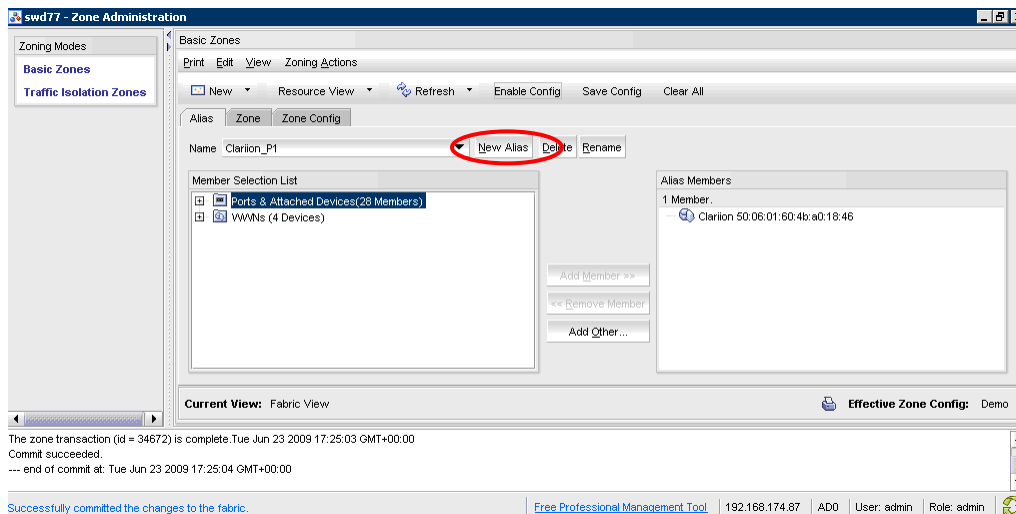 swd77 - Zone Administration
Zoning Modes
Basic Zones
Traffic Isolation Zones
Basic Zones
Print Edit View Zoning Actions
New Resource View Refresh Enable Config Save Config Clear All
Alias Zone Zone Config
Name Clariion_P1 New Alias Delete Rename
Member Selection List
Ports & Attached Devices(28 Members)
WWNs (4 Devices)
Add Member >>
<< Remove Member
Add Other...
Alias Members
1 Member.
Clariion 50:06:01:60:4b:a0:18:46
Current View: Fabric View
Effective Zone Config: Demo
The zone transaction (id = 34672) is complete.Tue Jun 23 2009 17:25:03 GMT+00:00
Commit succeeded.
--- end of commit at: Tue Jun 23 2009 17:25:04 GMT+00:00
Successfully committed the changes to the fabric.
Free Professional Management Tool 192.168.174.87 AD0 User: admin Role: admin